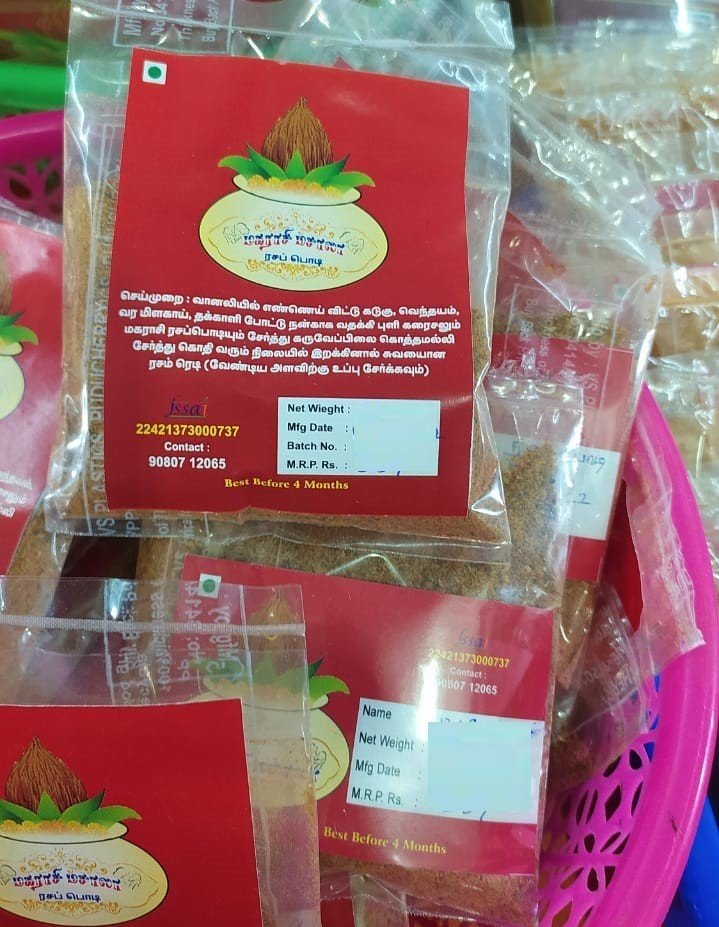 மகராசி மசாலா
ரசப் பொடி
செய்முறை : வானலியில் எண்ணெய் விட்டு கடுகு, வெந்தயம்,
வர மிளகாய், தக்காளி போட்டு நன்காக வதக்கி புளி கரைசலும்
மகராசி ரசப்பொடியும் சேர்த்து கருவேப்பிலை கொத்தமல்லி
சேர்த்து கொதி வரும் நிலையில் இறக்கினால் சுவையான
ரசம் ரெடி (வேண்டிய அளவிற்கு உப்பு சேர்க்கவும்)
fssai
22421373000737
Contact :
90807 12065
Net Wieght :
Mfg Date :
Batch No. :
M.R.P. Rs. :
Best Before 4 Months
fssai
22421373000737
Contact :
90807 12065
Name
Net Weight :
Mfg Date :
M.R.P. Rs. :
Best Before 4 Months
மகராசி மசாலா
ரசப் பொடி